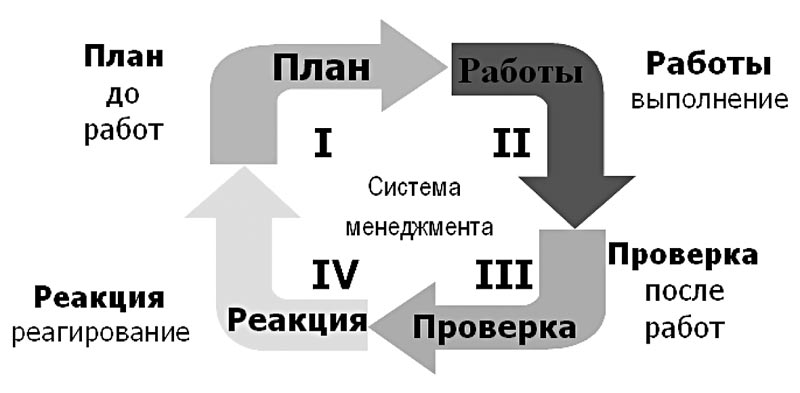 План
до
работ
План
Работы
Работы
выполнение
I
II
Система
менеджмента
IV
III
Реакция
реагирование
Реакция
Проверка
Проверка
после
работ